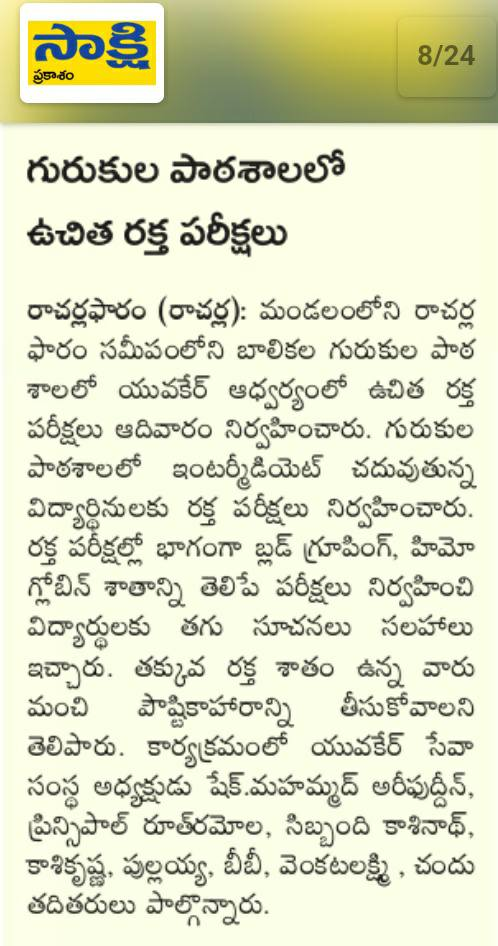 సాక్షి
ప్రకాశం
8/24
గురుకుల పాఠశాలలో
ఉచిత రక్త పరీక్షలు
రాచర్లఫారం (రాచర్ల): మండలంలోని రాచర్ల
ఫారం సమీపంలోని బాలికల గురుకుల పాఠ
శాలలో యువకేర్ ఆధ్వర్యంలో ఉచిత రక్త
పరీక్షలు ఆదివారం నిర్వహించారు. గురుకుల
పాఠశాలలో ఇంటర్మీడియెట్ చదువుతున్న
విద్యార్థినులకు రక్త పరీక్షలు నిర్వహించారు.
రక్త పరీక్షల్లో భాగంగా బ్లడ్ గ్రూపింగ్, హిమో
గ్లోబిన్ శాతాన్ని తెలిపే పరీక్షలు నిర్వహించి
విద్యార్థులకు తగు సూచనలు సలహాలు
ఇచ్చారు. తక్కువ రక్త శాతం ఉన్న వారు
మంచి పౌష్టికాహారాన్ని తీసుకోవాలని
తెలిపారు. కార్యక్రమంలో యువకేర్ సేవా
సంస్థ అధ్యక్షుడు షేక్.మహమ్మద్ అరీఫుద్దీన్,
ప్రిన్సిపాల్ రూత్‌రమోల, సిబ్బంది కాశినాథ్,
కాశికృష్ణ, పుల్లయ్య, బీబీ, వెంకటలక్ష్మి , చందు
తదితరులు పాల్గొన్నారు.